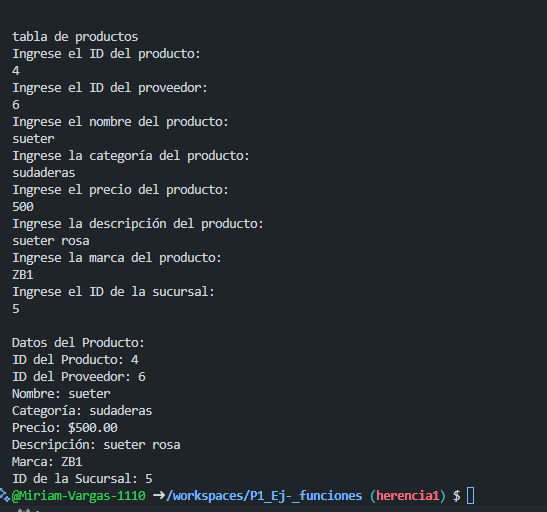 tabla de productos
Ingrese el ID del producto:
4
Ingrese el ID del proveedor:
6
Ingrese el nombre del producto:
sueter
Ingrese la categoría del producto:
sudaderas
Ingrese el precio del producto:
500
Ingrese la descripción del producto:
sueter rosa
Ingrese la marca del producto:
ZB1
Ingrese el ID de la sucursal:
5
Datos del Producto:
ID del Producto: 4
ID del Proveedor: 6
Nombre: sueter
Categoría: sudaderas
Precio: $500.00
Descripción: sueter rosa
Marca: ZB1
ID de la Sucursal: 5
@Miriam-Vargas-1110 ➜/workspaces/P1_Ej-_funciones (herencia1) $